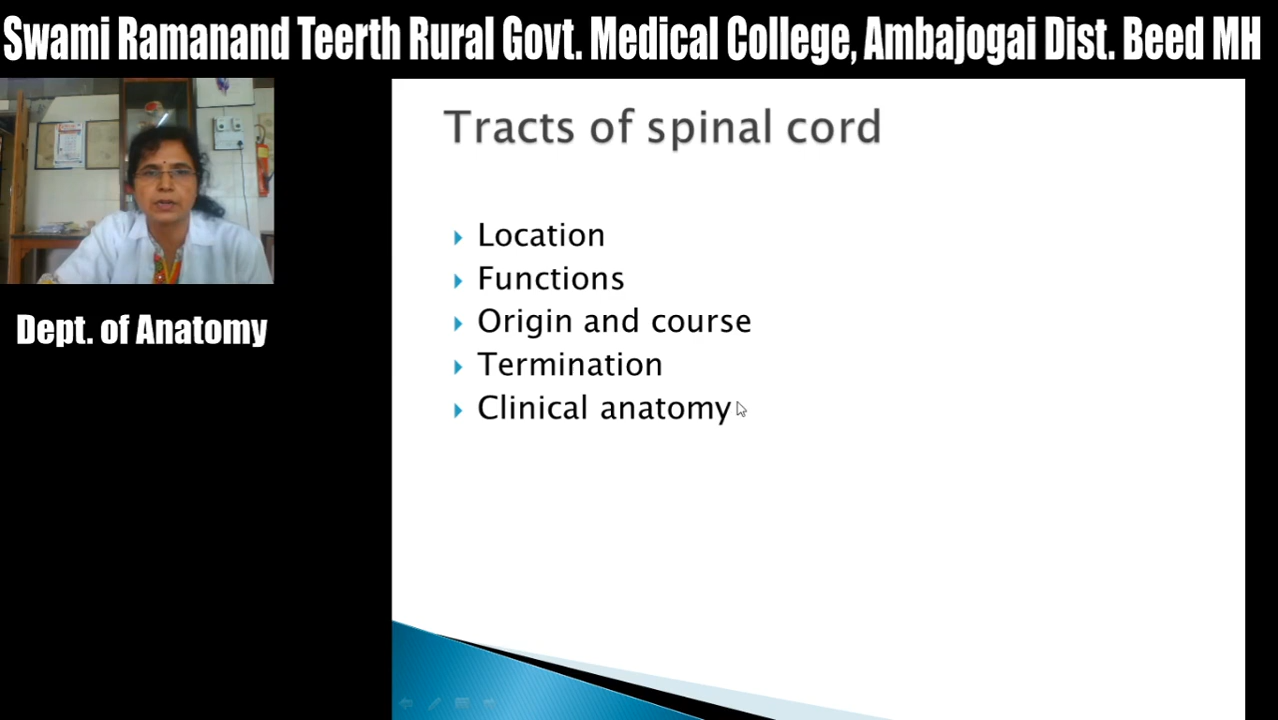 Swami Ramanand Teerth Rural Govt. Medical College, Ambajogai Dist. Beed MH
Dept. of Anatomy
Tracts of spinal cord
Location
Functions
Origin and course
Termination
Clinical anatomy